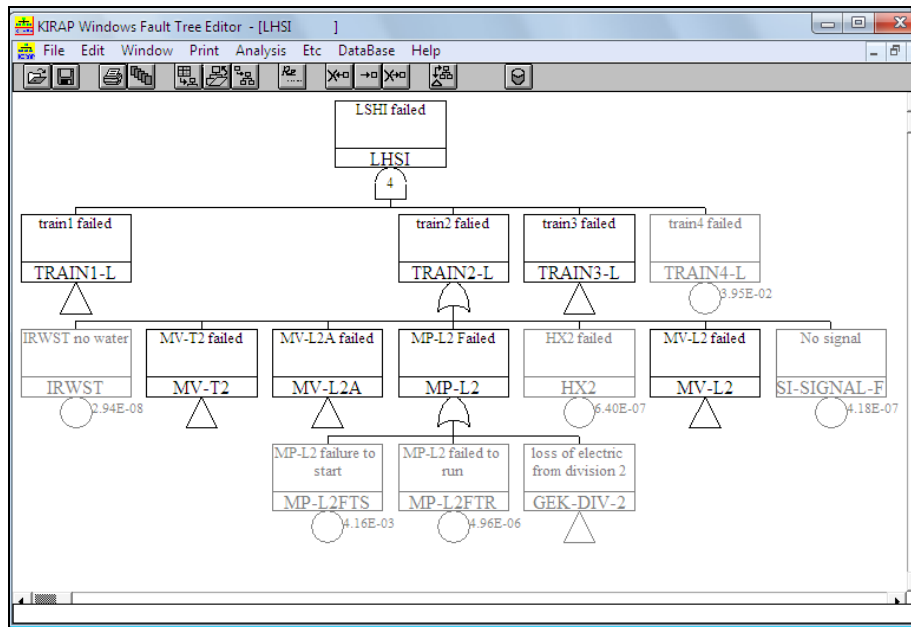 KIRAP Windows Fault Tree Editor - [LHSI ]
File Edit Window Print Analysis Etc DataBase Help
LSHI failed
LHSI
4
train1 failed train2 falied train3 failed train4 failed
TRAIN1-L TRAIN2-L TRAIN3-L TRAIN4-L
3.95E-02
IRWST no water MV-T2 failed MV-L2A failed MP-L2 Failed HX2 failed MV-L2 failed No signal
IRWST MV-T2 MV-L2A MP-L2 HX2 MV-L2 SI-SIGNAL-F
2.94E-08 6.40E-07 4.18E-07
MP-L2 failure to start MP-L2 failed to run loss of electric from division 2
MP-L2FTS MP-L2FTR GEK-DIV-2
4.16E-03 4.96E-06